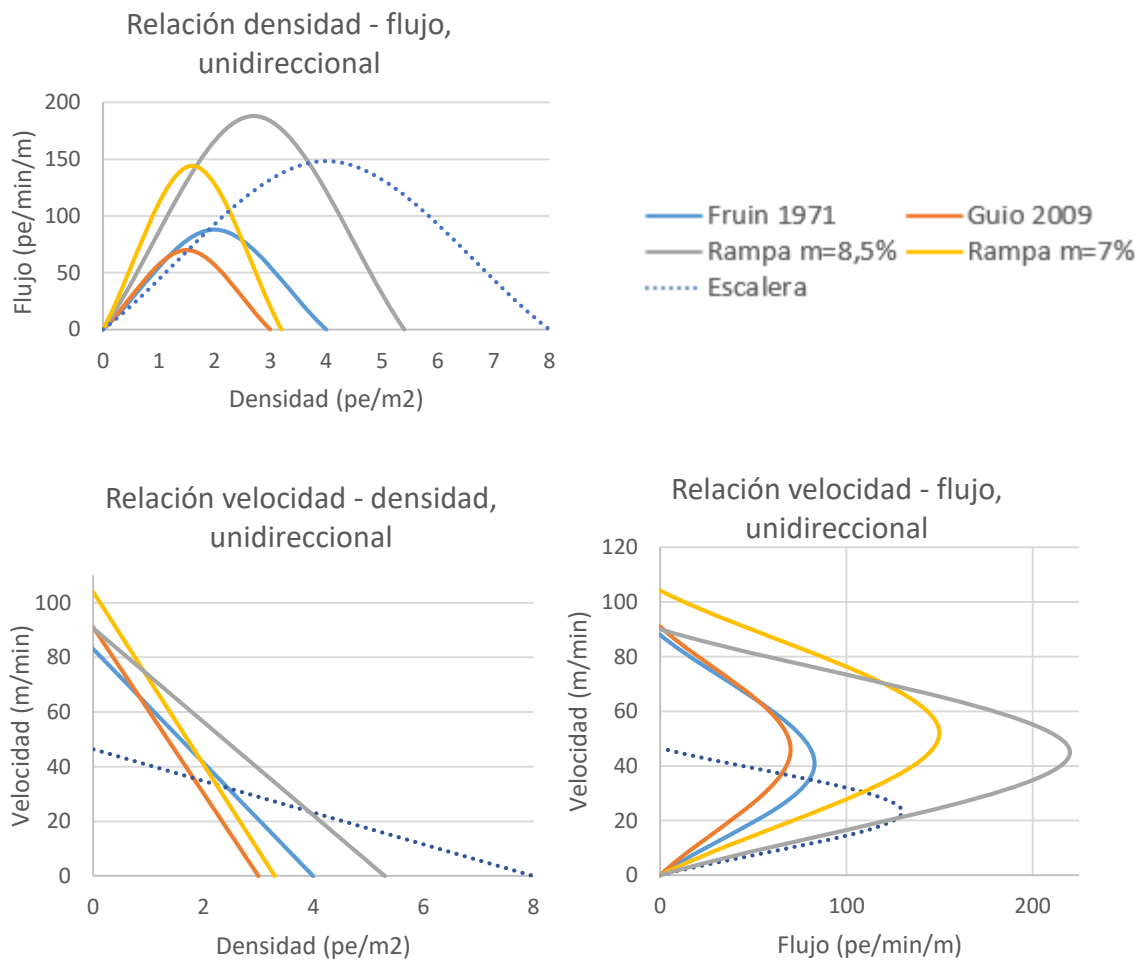 Relación densidad - flujo,
unidireccional
200
150
100
50
0
Flujo (pe/min/m)
0 1 2 3 4 5 6 7 8
Densidad (pe/m2)
Fruin 1971 Guio 2009
Rampa m=8,5% Rampa m=7%
Escalera
Relación velocidad - densidad,
unidireccional
100
80
60
40
20
0
Velocidad (m/min)
0 2 4 6 8
Densidad (pe/m2)
Relación velocidad - flujo,
unidireccional
120
100
80
60
40
20
0
Velocidad (m/min)
0 100 200
Flujo (pe/min/m)